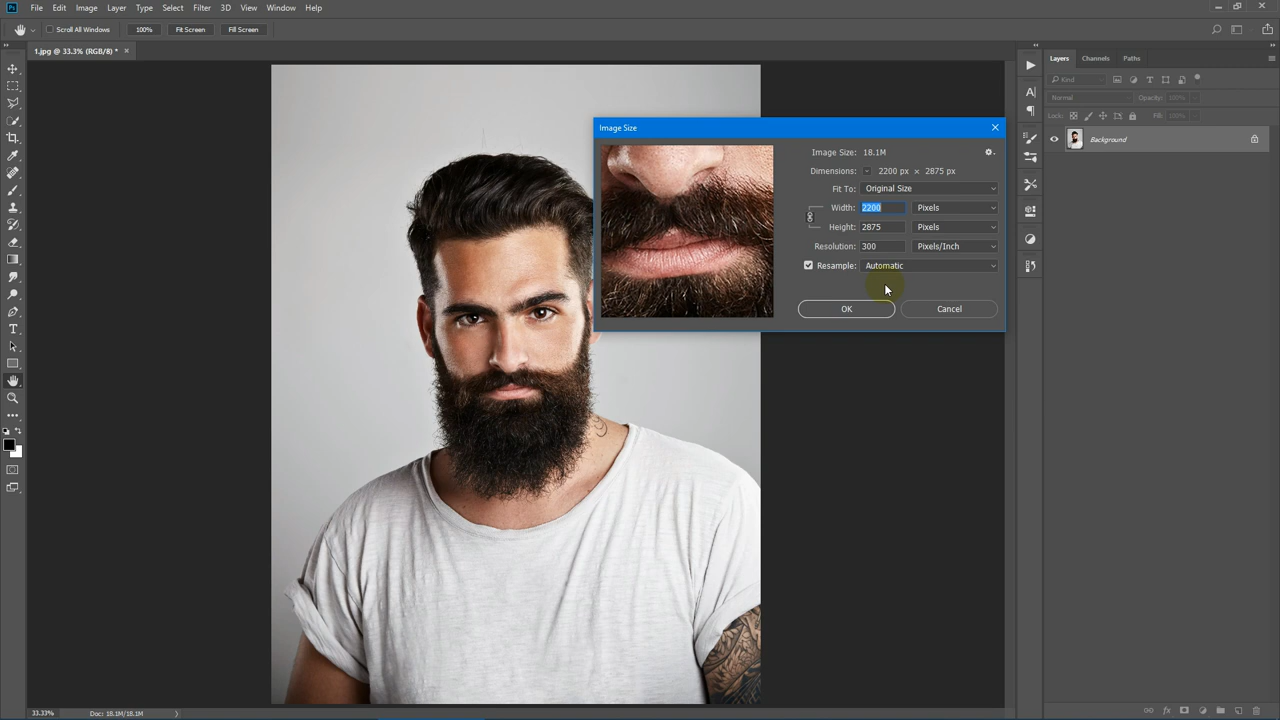 Ps File Edit Image Layer Type Select Filter 3D View Window Help
Scroll All Windows 100% Fit Screen Fill Screen
1.jpg @ 33.3% (RGB/8) * ×
Layers Channels Paths
Kind
Normal Opacity: 100%
Lock: Fill: 100%
Background
Image Size
Image Size: 18.1M
Dimensions: 2200 px × 2875 px
Fit To: Original Size
Width: 2200 Pixels
Height: 2875 Pixels
Resolution: 300 Pixels/Inch
Resample: Automatic
OK Cancel
33.33% Doc: 18.1M/18.1M